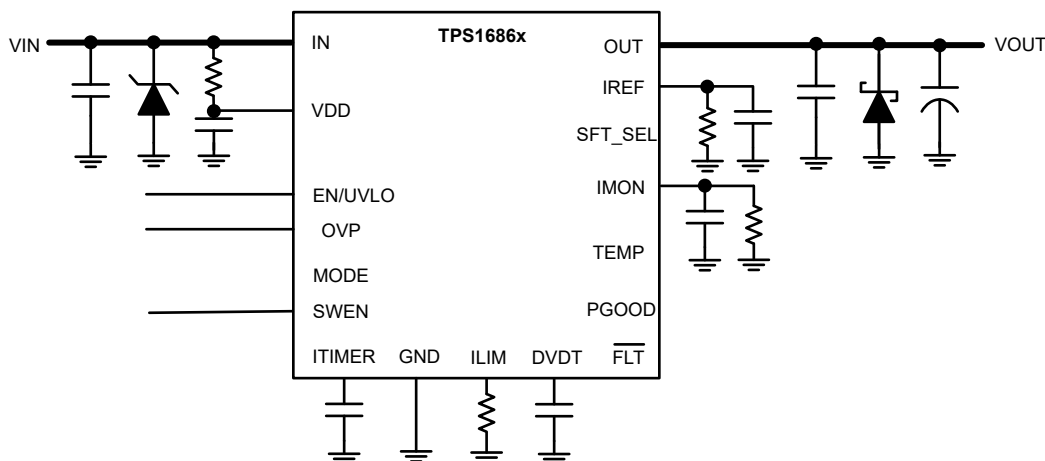 TPS1686x
VIN
IN
OUT
VOUT
IREF
VDD
SFT_SEL
EN/UVLO
IMON
OVP
TEMP
MODE
SWEN
PGOOD
ITIMER
GND
ILIM
DVDT
FLT